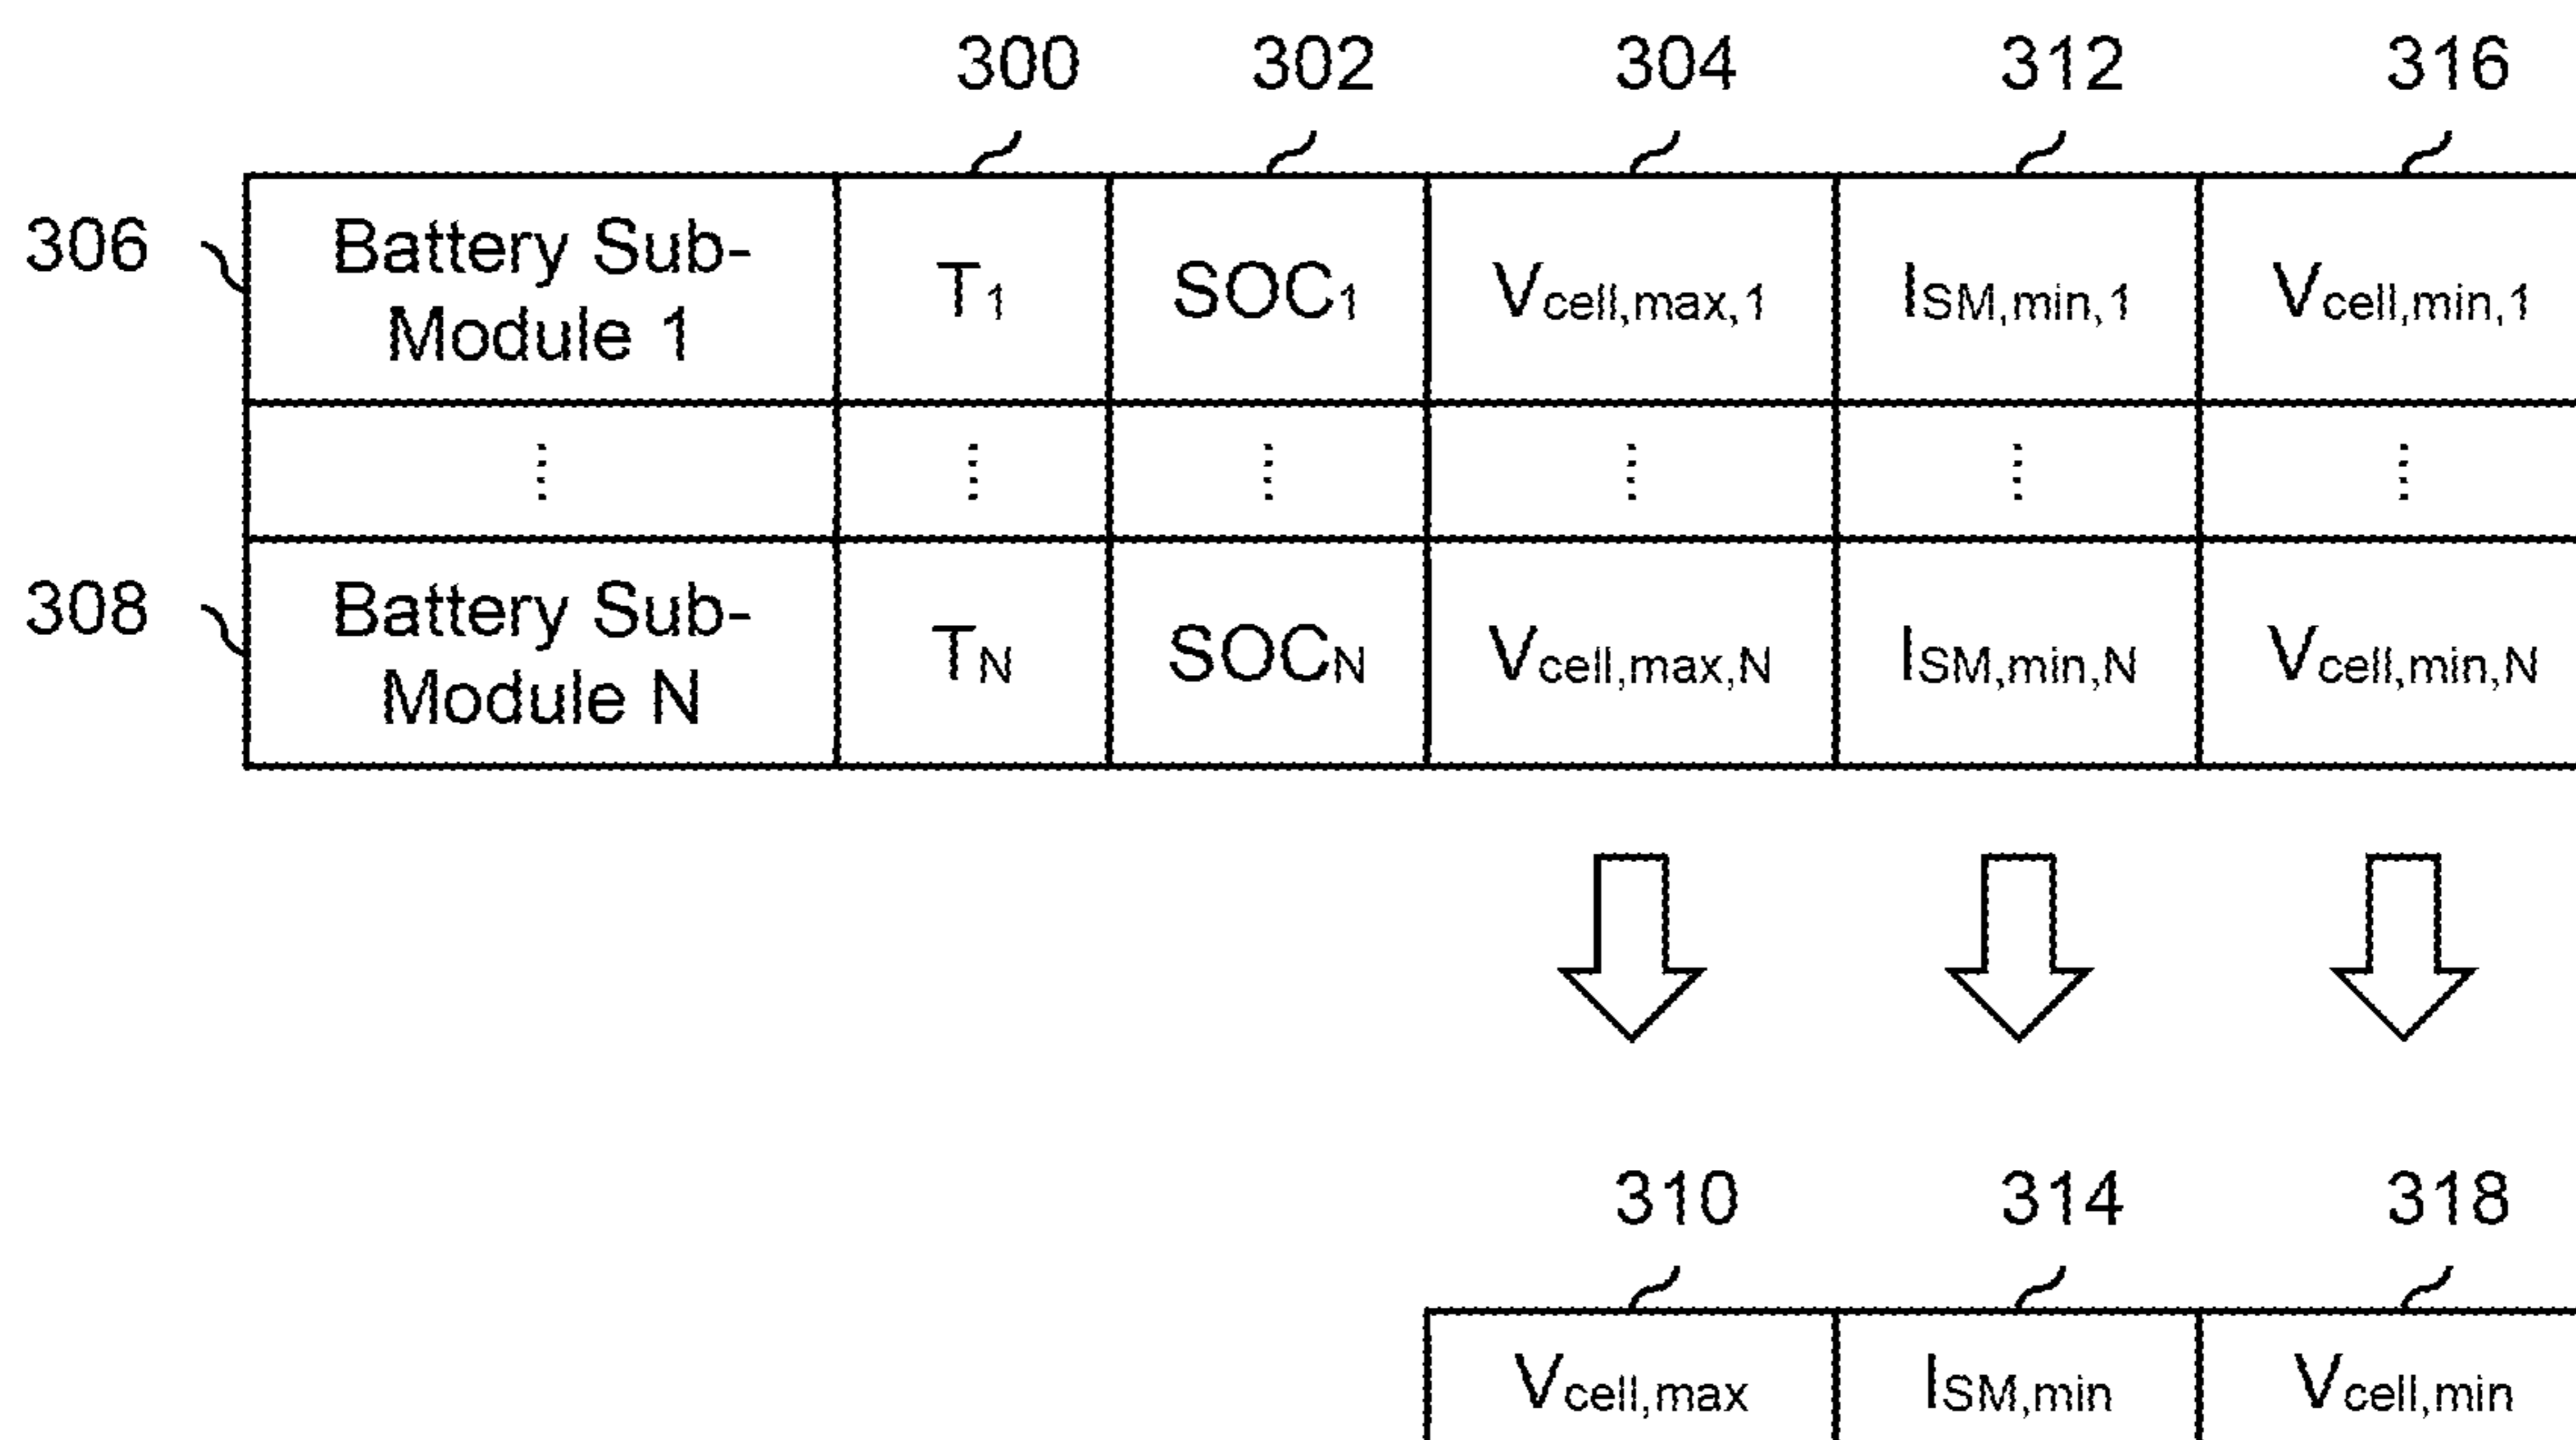 300 302 304 312 316
306 Battery Sub-
Module 1 T₁ SOC₁ Vcell,max,1 ISM,min,1 Vcell,min,1
⋮ ⋮ ⋮ ⋮ ⋮ ⋮
308 Battery Sub-
Module N TN SOCN Vcell,max,N ISM,min,N Vcell,min,N
310 314 318
Vcell,max ISM,min Vcell,min